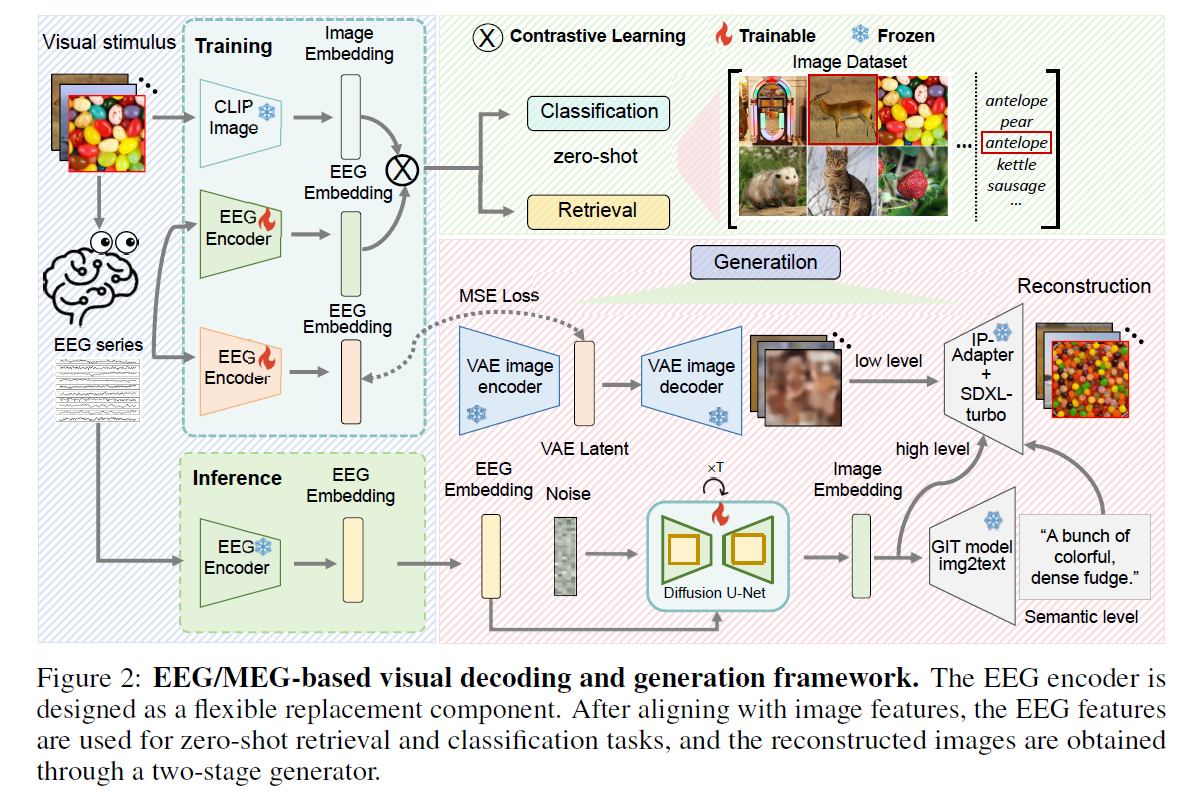 Visual stimulus
EEG series
Training
Image
Embedding
CLIP
Image
EEG
Embedding
EEG
Encoder
X
EEG
Embedding
EEG
Encoder
Inference
EEG
Embedding
EEG
Encoder
X Contrastive Learning
Trainable
Frozen
Classification
zero-shot
Retrieval
Image Dataset
...
antelope
pear
antelope
kettle
sausage
...
Generatilon
MSE Loss
VAE image
encoder
VAE Latent
VAE image
decoder
low level
Reconstruction
IP-
Adapter
+
SDXL-
turbo
high level
EEG
Embedding
Noise
×T
Diffusion U-Net
Image
Embedding
GIT model
img2text
“A bunch of
colorful,
dense fudge.”
Semantic level
Figure 2: EEG/MEG-based visual decoding and generation framework. The EEG encoder is
designed as a flexible replacement component. After aligning with image features, the EEG features
are used for zero-shot retrieval and classification tasks, and the reconstructed images are obtained
through a two-stage generator.